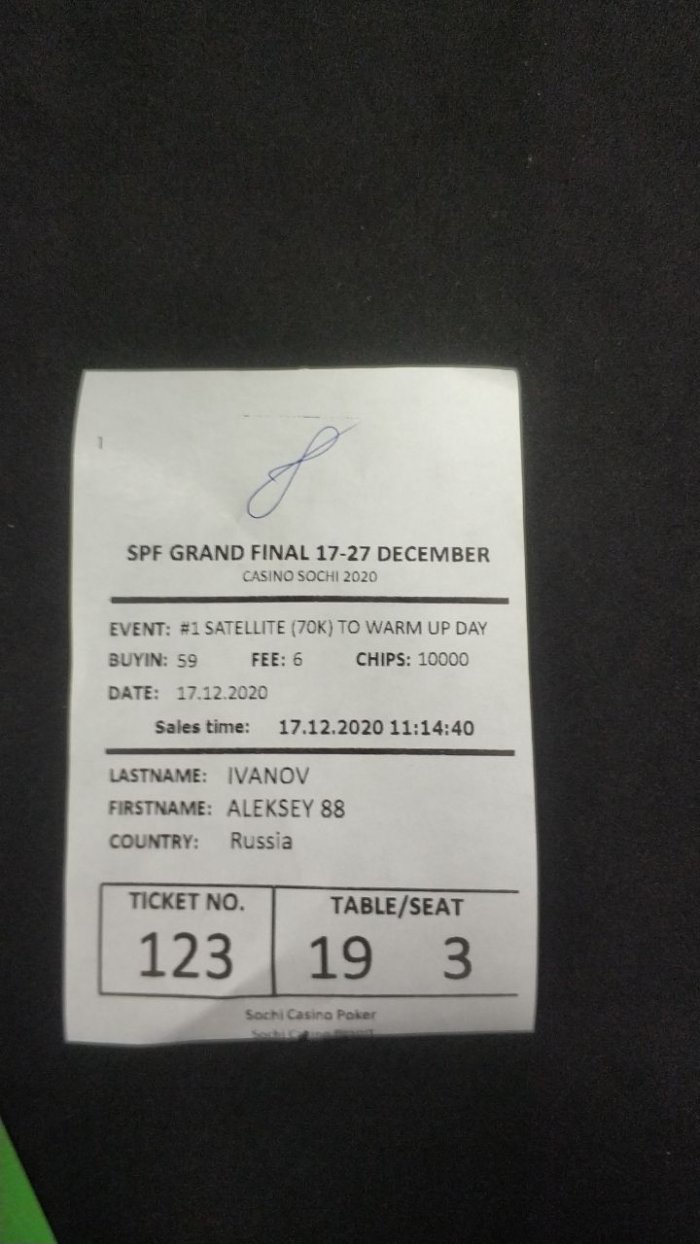 SPF GRAND FINAL 17-27 DECEMBER
CASINO SOCHI 2020
EVENT: #1 SATELLITE (70K) TO WARM UP DAY
BUYIN: 59 FEE: 6 CHIPS: 10000
DATE: 17.12.2020
Sales time: 17.12.2020 11:14:40
LASTNAME: IVANOV
FIRSTNAME: ALEKSEY 88
COUNTRY: Russia
TICKET NO. TABLE/SEAT
123 19 3
Sochi Casino Poker